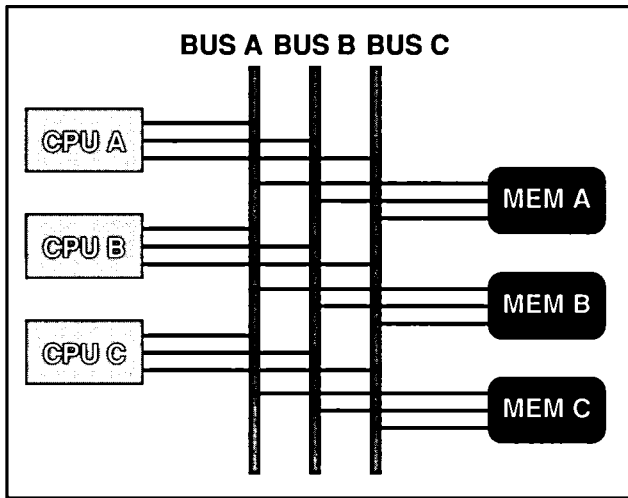 BUS A BUS B BUS C
CPU A
MEM A
CPU B
MEM B
CPU C
MEM C